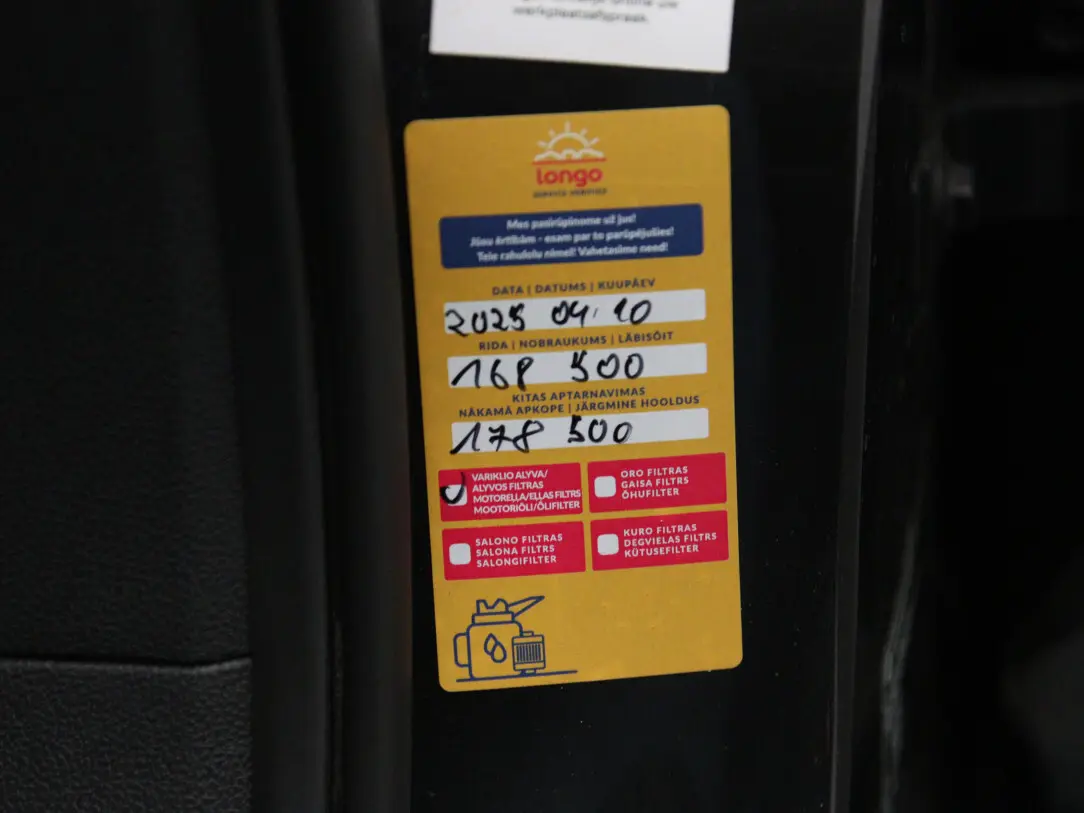 werkplaatsafspraak.
longo
Mes pasirūpinome už jus!
Jūsu ērtībām - esam par to parūpējušies!
Teie rahulolu nimel! Vahetasime need!
DATA | DATUMS | KUUPÄEV
2025 04. 10
RIDA | NOBRAUKUMS | LÄBISÕIT
168 500
KITAS APTARNAVIMAS
NĀKAMĀ APKOPE | JÄRGMINE HOOLDUS
178 500
VARIKLIO ALYVA/
ALYVOS FILTRAS
MOTOREĻĻA/EĻĻAS FILTRS
MOOTORIÕLI/ÕLIFILTER
ORO FILTRAS
GAISA FILTRS
ÕHUFILTER
SALONO FILTRAS
SALONA FILTRS
SALONGIFILTER
KURO FILTRAS
DEGVIELAS FILTRS
KÜTUSEFILTER